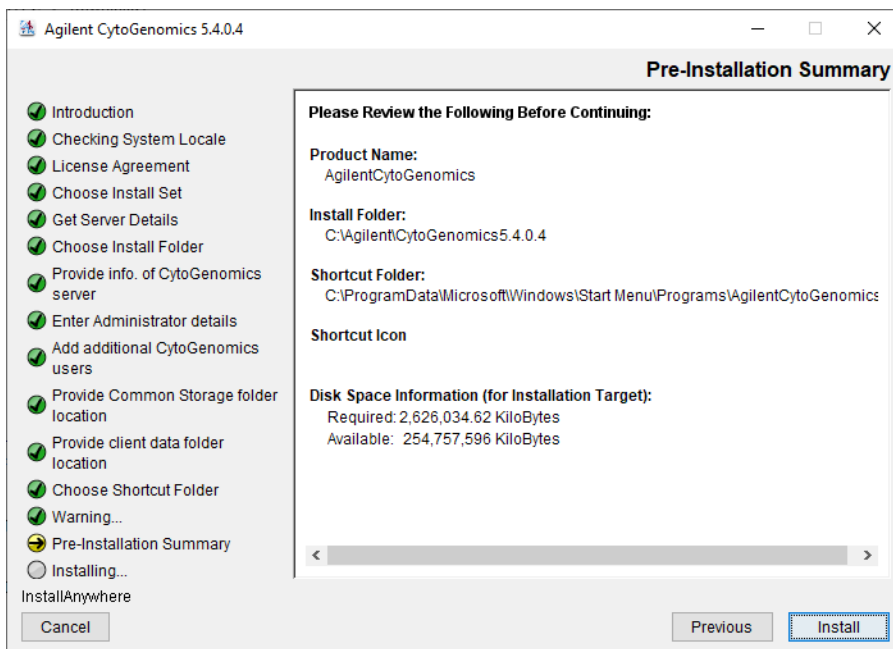 Agilent CytoGenomics 5.4.0.4
Pre-Installation Summary
Introduction
Checking System Locale
License Agreement
Choose Install Set
Get Server Details
Choose Install Folder
Provide info. of CytoGenomics
server
Enter Administrator details
Add additional CytoGenomics
users
Provide Common Storage folder
location
Provide client data folder
location
Choose Shortcut Folder
Warning...
Pre-Installation Summary
Installing...
Please Review the Following Before Continuing:
Product Name:
AgilentCytoGenomics
Install Folder:
C:\Agilent\CytoGenomics5.4.0.4
Shortcut Folder:
C:\ProgramData\Microsoft\Windows\Start Menu\Programs\AgilentCytoGenomics
Shortcut Icon
Disk Space Information (for Installation Target):
Required: 2,626,034.62 KiloBytes
Available: 254,757,596 KiloBytes
InstallAnywhere
Cancel
Previous
Install